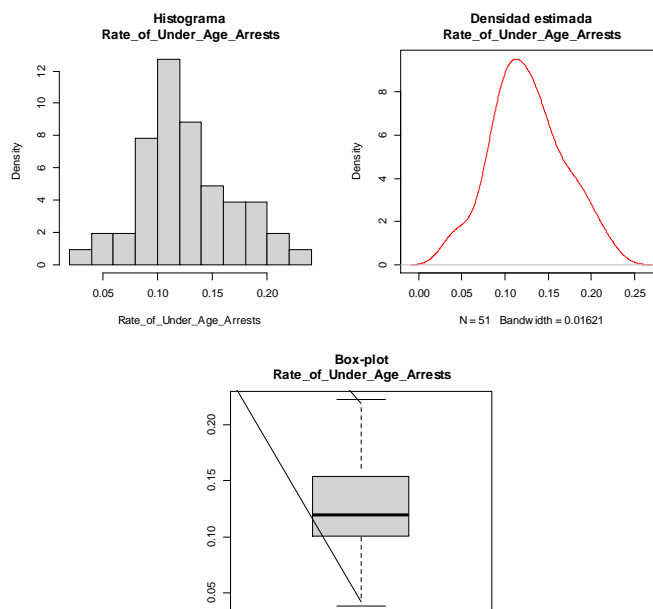 Histograma
Rate_of_Under_Age_Arrests
Density
0 2 4 6 8 10 12
0.05 0.10 0.15 0.20
Rate_of_Under_Age_Arrests
Densidad estimada
Rate_of_Under_Age_Arrests
Density
0 2 4 6 8
0.00 0.05 0.10 0.15 0.20 0.25
N = 51 Bandwidth = 0.01621
Box-plot
Rate_of_Under_Age_Arrests
0.05 0.10 0.15 0.20